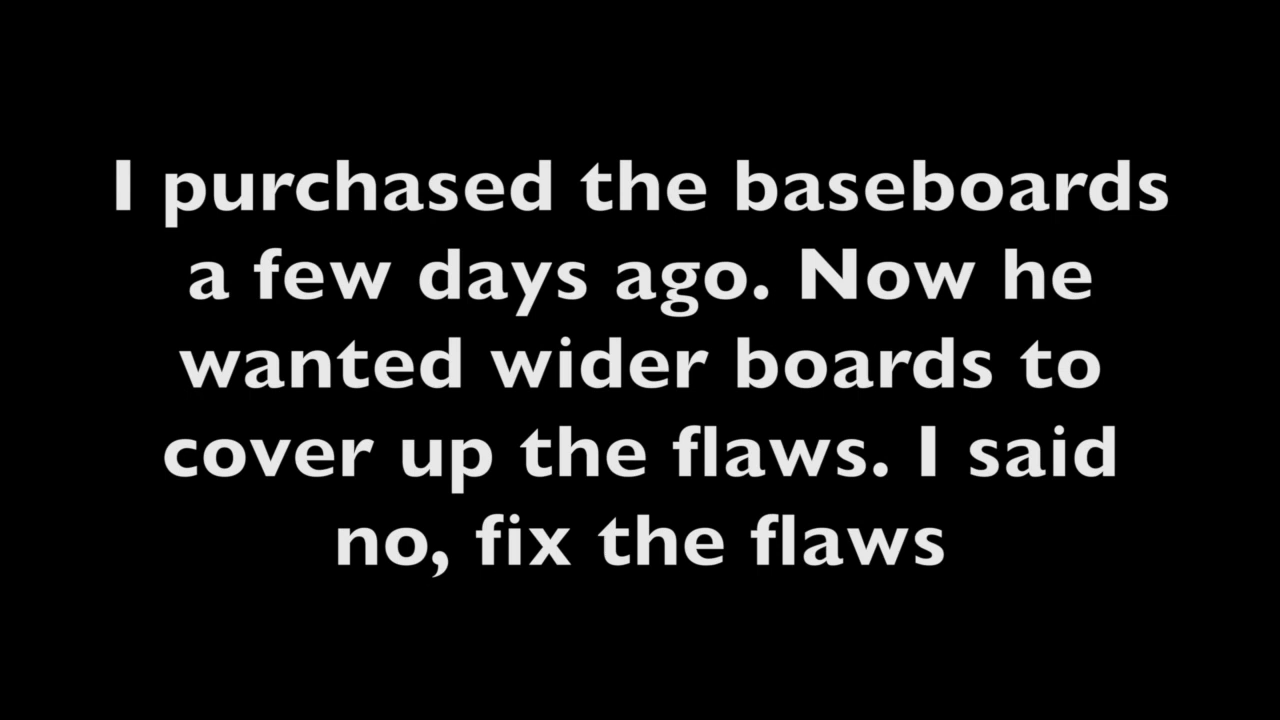 I purchased the baseboards
a few days ago. Now he
wanted wider boards to
cover up the flaws. I said
no, fix the flaws